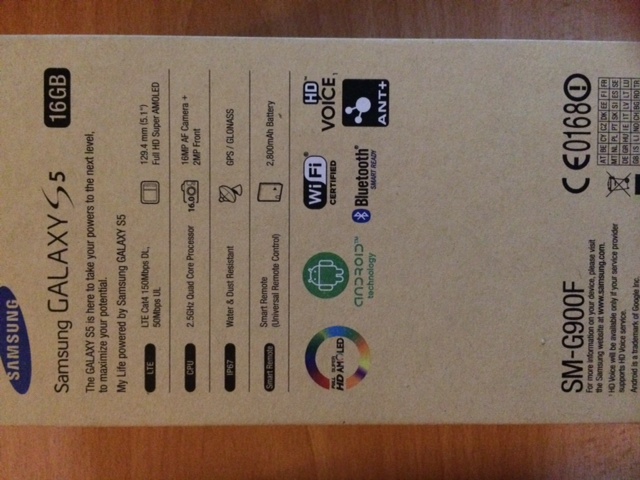 SAMSUNG
Samsung GALAXY S5
16GB
The GALAXY S5 is here to take your powers to the next level,
to maximize your potential.
My Life powered by Samsung GALAXY S5
LTE
LTE Cat4 150Mbps DL,
50Mbps UL
129.4 mm (5.1")
Full HD Super AMOLED
CPU
2.5GHz Quad Core Processor
16.0
16MP AF Camera +
2MP Front
IP67
Water & Dust Resistant
GPS / GLONASS
Smart Remote
Smart Remote
(Universal Remote Control)
2,800mAh Battery
FULL SUPER
HD AMOLED
ANDROID™
technology
Wi Fi
CERTIFIED
Bluetooth®
SMART READY
HD
VOICE 1
ANT+
SM-G900F
CE0168
For more information on your device, please visit
the Samsung website at www.samsung.com.
¹ HD Voice will be available only if your service provider
supports HD Voice service.
Android is a trademark of Google Inc.